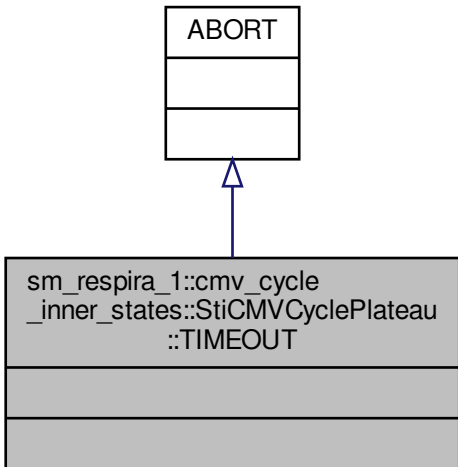 ABORT
sm_respira_1::cmv_cycle
_inner_states::StiCMVCyclePlateau
::TIMEOUT